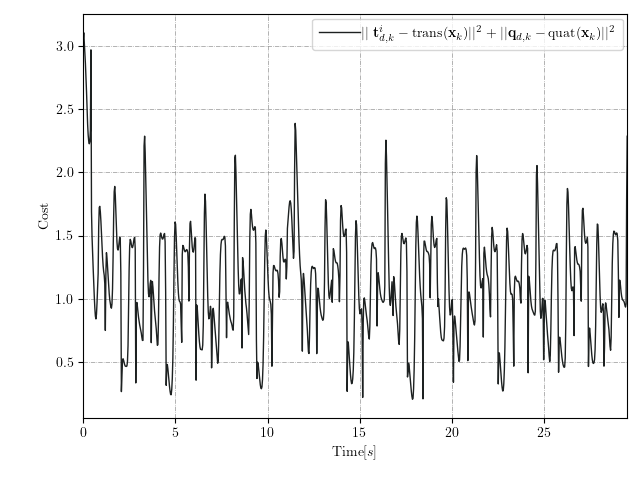 || t^i_{d,k} − trans(x_k)||^2 + ||q_{d,k} − quat(x_k)||^2
3.0
2.5
2.0
1.5
1.0
0.5
Cost
0 5 10 15 20 25
Time[s]